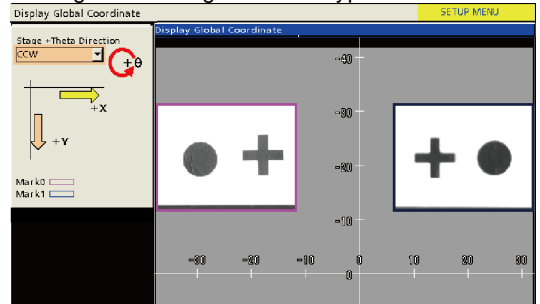 Display Global Coordinate
SETUP MENU
Display Global Coordinate
Stage +Theta Direction
CCW
+θ
+X
+Y
Mark0
Mark1
-40
-30
-20
-10
-30 -20 -10 0 10 20 30
0